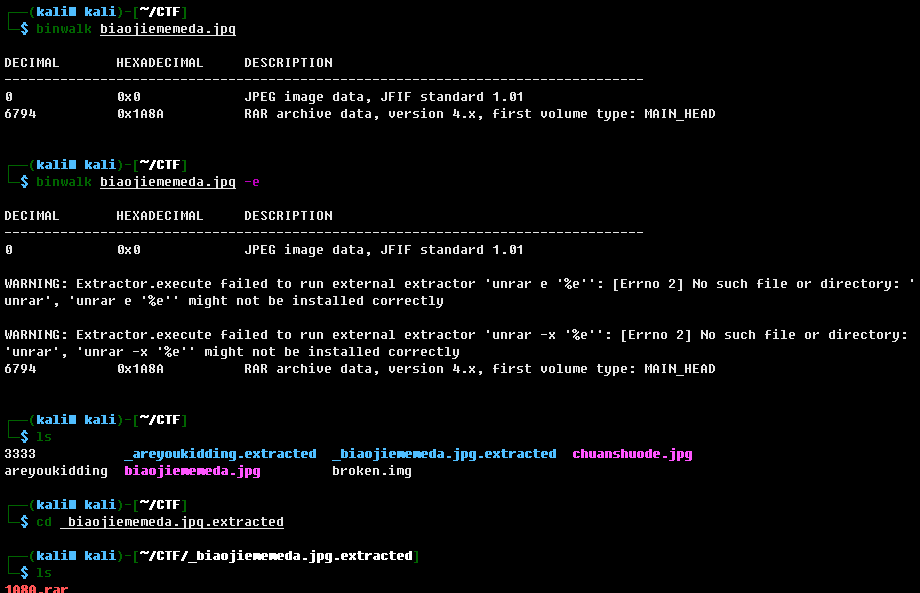 ┌──(kali■ kali)-[~/CTF]
└─$ binwalk biaojiememeda.jpg
DECIMAL       HEXADECIMAL     DESCRIPTION
--------------------------------------------------------------------------------
0             0x0             JPEG image data, JFIF standard 1.01
6794          0x1A8A          RAR archive data, version 4.x, first volume type: MAIN_HEAD
┌──(kali■ kali)-[~/CTF]
└─$ binwalk biaojiememeda.jpg -e
DECIMAL       HEXADECIMAL     DESCRIPTION
--------------------------------------------------------------------------------
0             0x0             JPEG image data, JFIF standard 1.01
WARNING: Extractor.execute failed to run external extractor 'unrar e '%e'': [Errno 2] No such file or directory: '
unrar', 'unrar e '%e'' might not be installed correctly
WARNING: Extractor.execute failed to run external extractor 'unrar -x '%e'': [Errno 2] No such file or directory:
'unrar', 'unrar -x '%e'' might not be installed correctly
6794          0x1A8A          RAR archive data, version 4.x, first volume type: MAIN_HEAD
┌──(kali■ kali)-[~/CTF]
└─$ ls
3333           _areyoukidding.extracted  _biaojiememeda.jpg.extracted  chuanshuode.jpg
areyoukidding  biaojiememeda.jpg         broken.img
┌──(kali■ kali)-[~/CTF]
└─$ cd _biaojiememeda.jpg.extracted
┌──(kali■ kali)-[~/CTF/_biaojiememeda.jpg.extracted]
└─$ ls
1A8A.rar